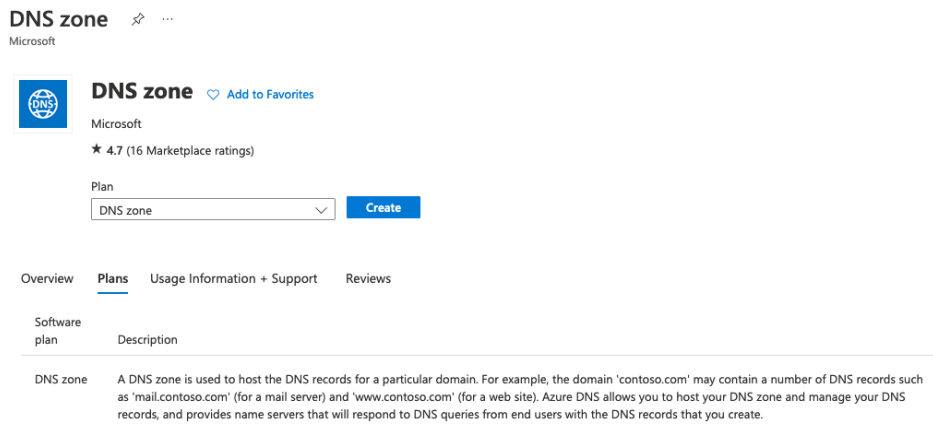 DNS zone
...
Microsoft
DNS
DNS zone
Add to Favorites
Microsoft
★ 4.7 (16 Marketplace ratings)
Plan
DNS zone
Create
Overview Plans Usage Information + Support Reviews
Software
plan Description
DNS zone A DNS zone is used to host the DNS records for a particular domain. For example, the domain 'contoso.com' may contain a number of DNS records such
as 'mail.contoso.com' (for a mail server) and 'www.contoso.com' (for a web site). Azure DNS allows you to host your DNS zone and manage your DNS
records, and provides name servers that will respond to DNS queries from end users with the DNS records that you create.